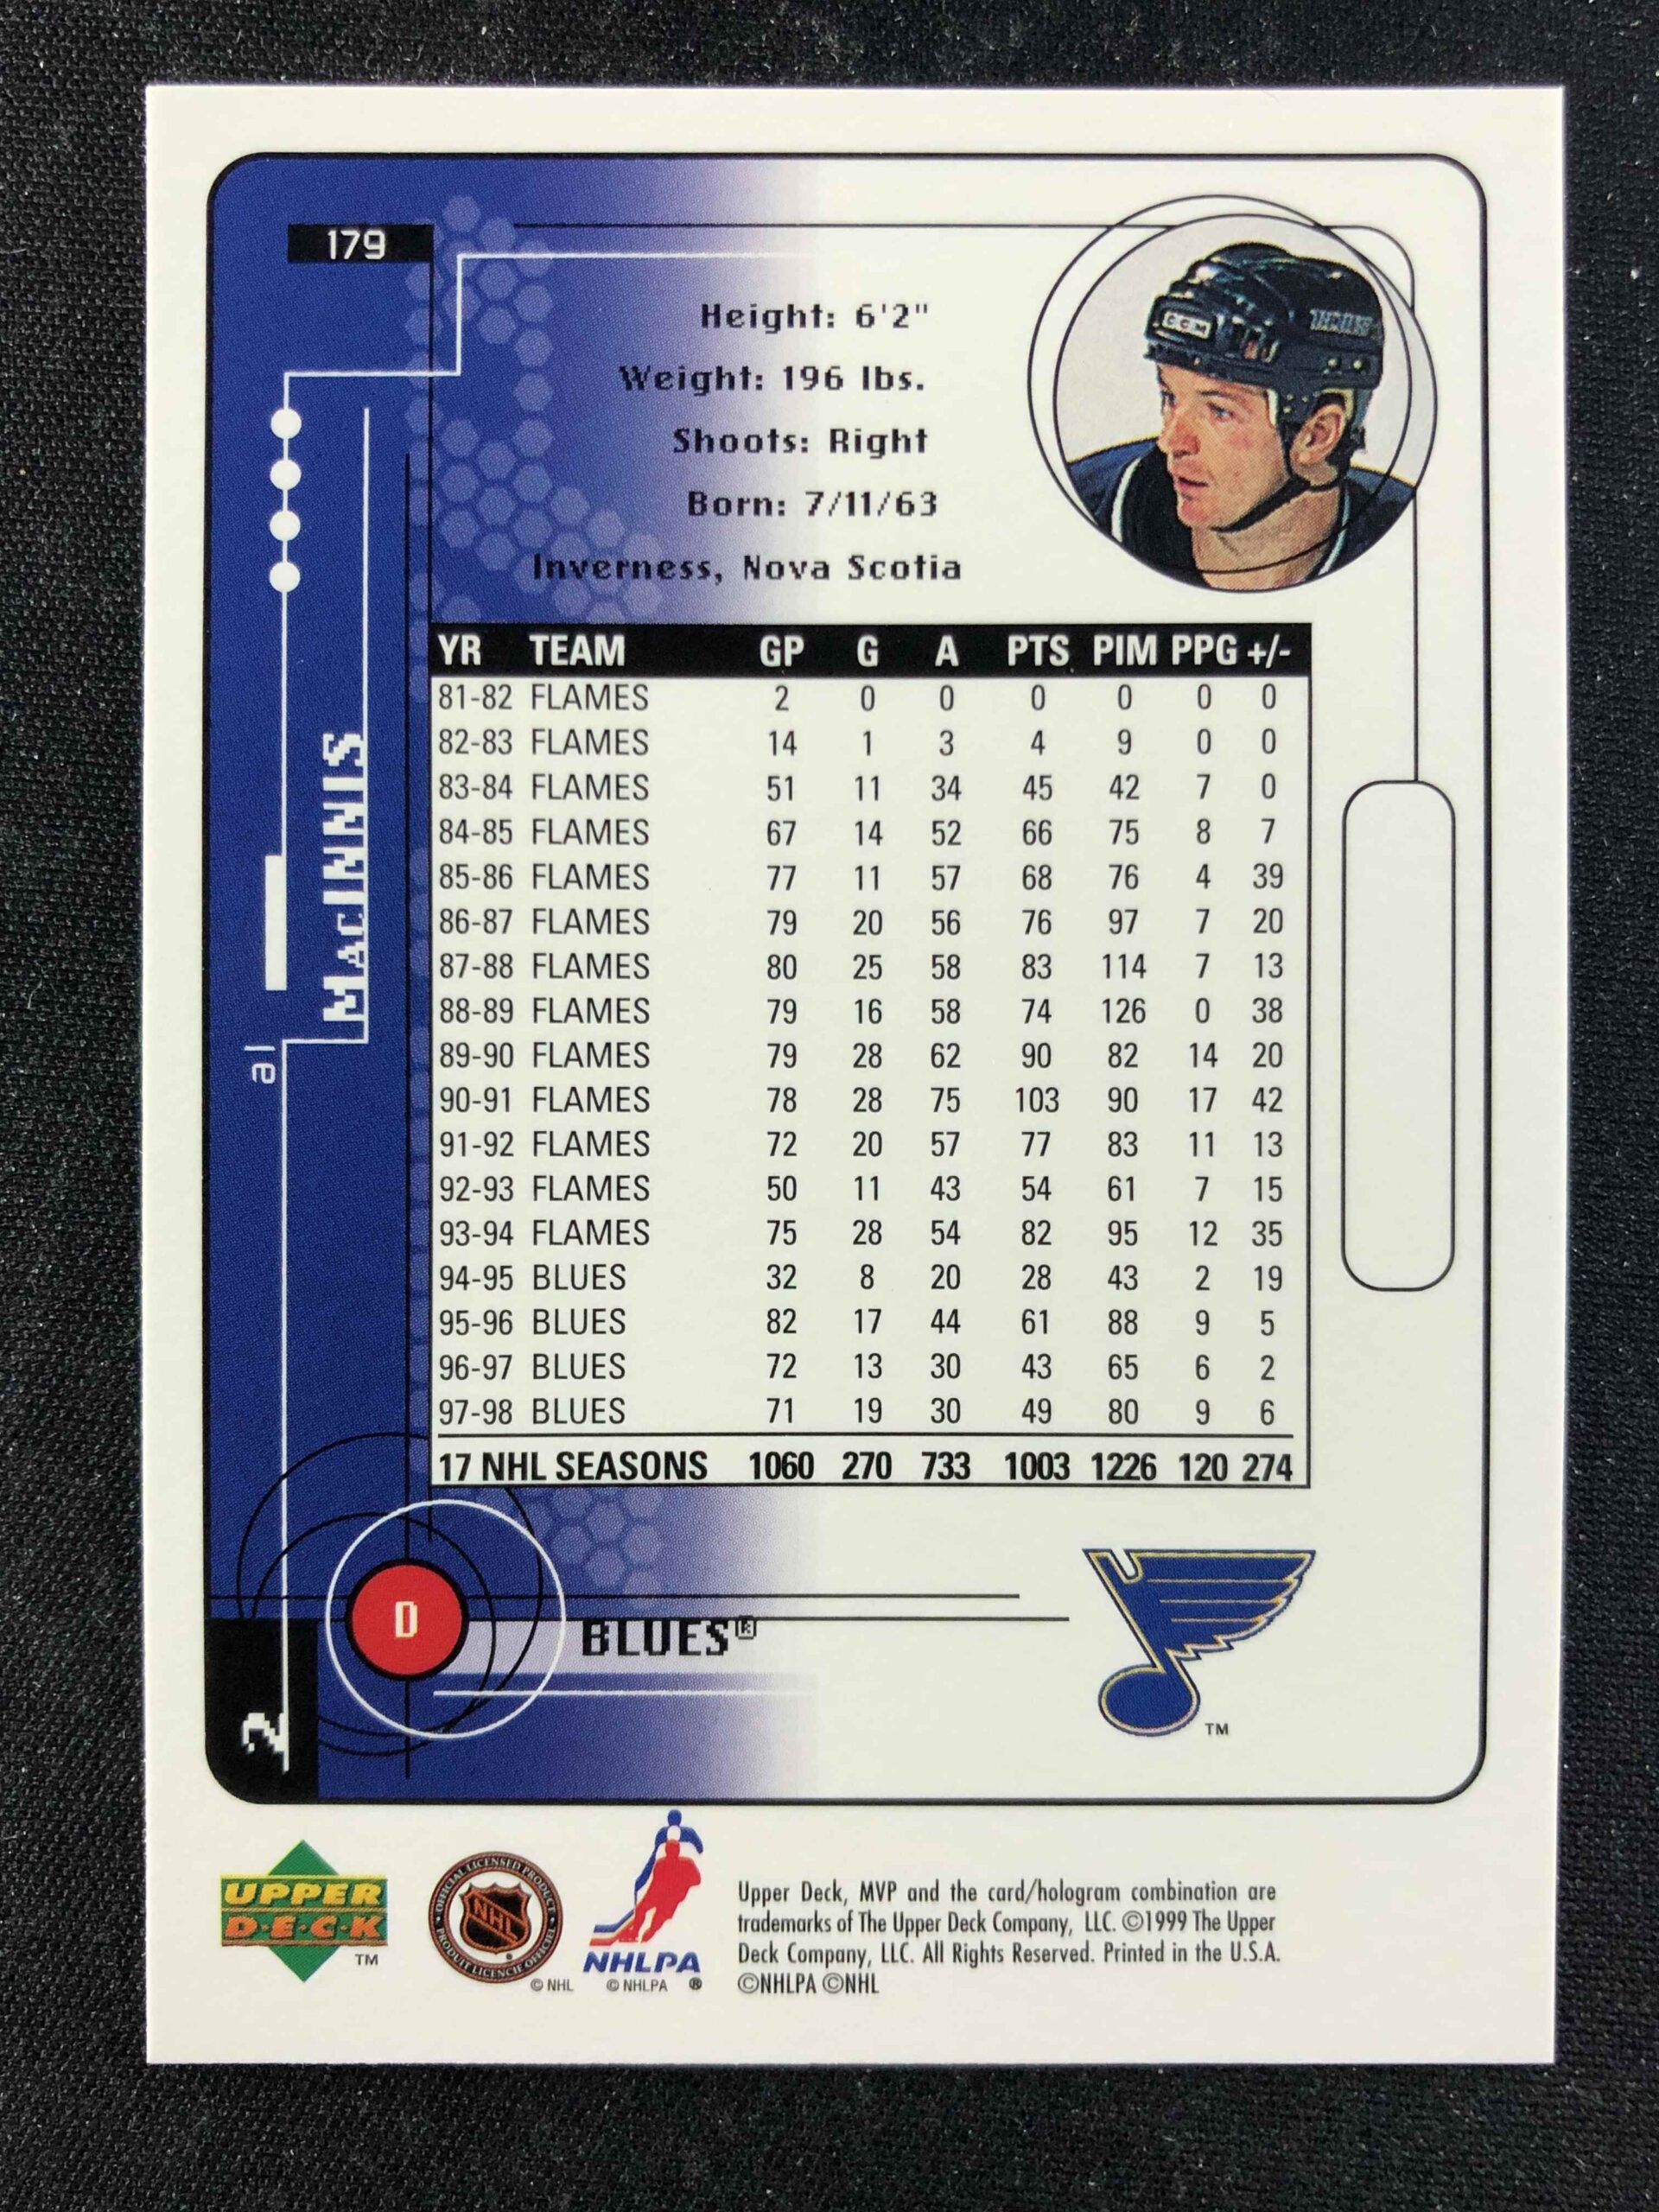 179
Height: 6'2"
Weight: 196 lbs.
Shoots: Right
Born: 7/11/63
Inverness, Nova Scotia
CCM
al
MacINNIS
YR TEAM GP G A PTS PIM PPG +/-
81-82 FLAMES 2 0 0 0 0 0 0
82-83 FLAMES 14 1 3 4 9 0 0
83-84 FLAMES 51 11 34 45 42 7 0
84-85 FLAMES 67 14 52 66 75 8 7
85-86 FLAMES 77 11 57 68 76 4 39
86-87 FLAMES 79 20 56 76 97 7 20
87-88 FLAMES 80 25 58 83 114 7 13
88-89 FLAMES 79 16 58 74 126 0 38
89-90 FLAMES 79 28 62 90 82 14 20
90-91 FLAMES 78 28 75 103 90 17 42
91-92 FLAMES 72 20 57 77 83 11 13
92-93 FLAMES 50 11 43 54 61 7 15
93-94 FLAMES 75 28 54 82 95 12 35
94-95 BLUES 32 8 20 28 43 2 19
95-96 BLUES 82 17 44 61 88 9 5
96-97 BLUES 72 13 30 43 65 6 2
97-98 BLUES 71 19 30 49 80 9 6
17 NHL SEASONS 1060 270 733 1003 1226 120 274
D
BLUES®
2
TM
UPPER
D·E·C·K
TM
OFFICIAL LICENSED PRODUCT
NHL
PRODUIT LICENCIE OFFICIEL
© NHL
NHLPA
© NHLPA ®
Upper Deck, MVP and the card/hologram combination are
trademarks of The Upper Deck Company, LLC. ©1999 The Upper
Deck Company, LLC. All Rights Reserved. Printed in the U.S.A.
©NHLPA ©NHL